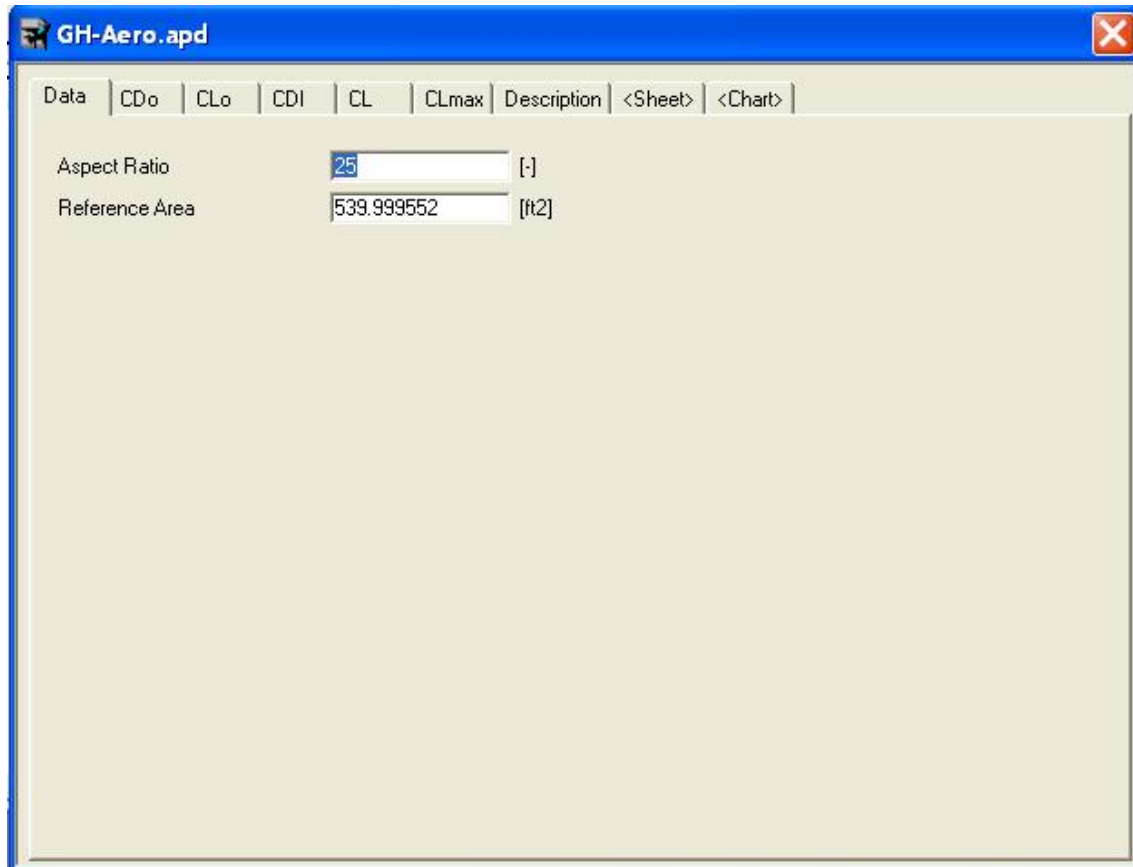 GH-Aero.apd
Data CDo CLo CDI CL CLmax Description <Sheet> <Chart>
Aspect Ratio 25 [-]
Reference Area 539.999552 [ft2]